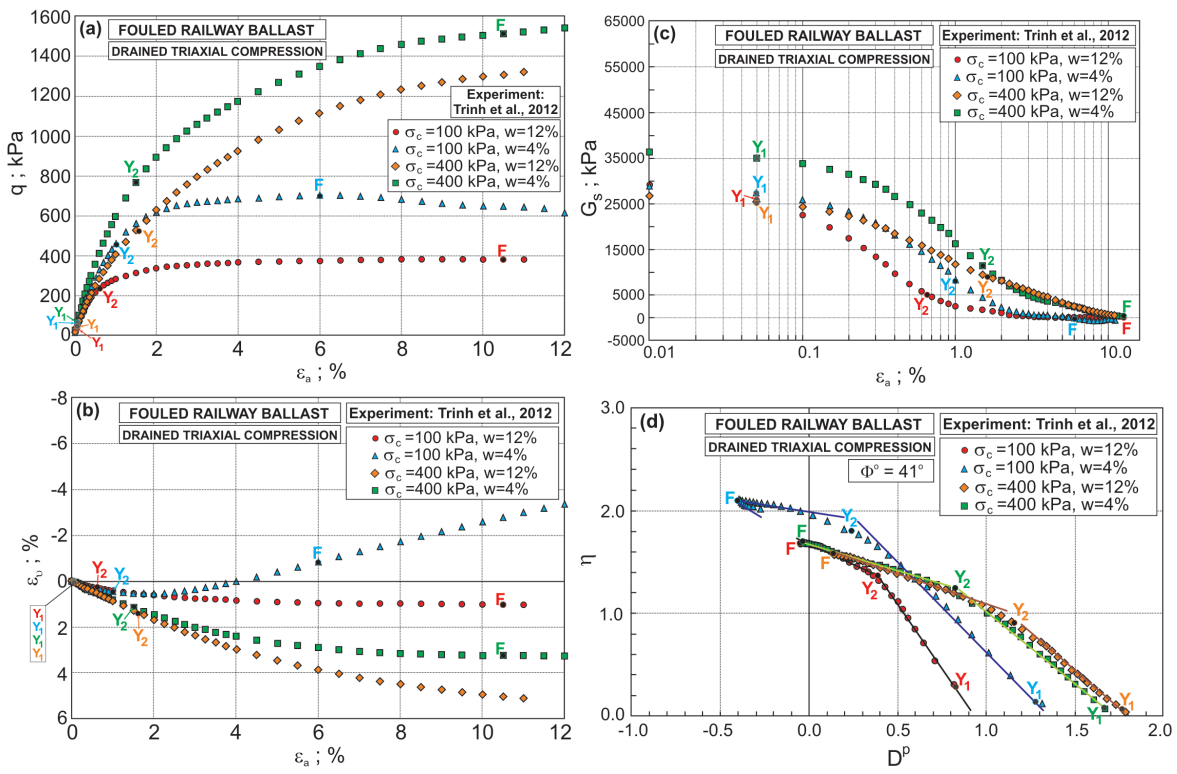 (a)
FOULED RAILWAY BALLAST
DRAINED TRIAXIAL COMPRESSION
Experiment:
Trinh et al., 2012
σc =100 kPa, w=12%
σc =100 kPa, w=4%
σc =400 kPa, w=12%
σc =400 kPa, w=4%
q ; kPa
1600
1400
1200
1000
800
600
400
200
0
0
2
4
6
8
10
12
εa ; %
F
F
F
Y2
Y2
Y2
Y2
Y1
Y1
Y1
Y1
(c)
FOULED RAILWAY BALLAST
DRAINED TRIAXIAL COMPRESSION
Experiment: Trinh et al., 2012
σc =100 kPa, w=12%
σc =100 kPa, w=4%
σc =400 kPa, w=12%
σc =400 kPa, w=4%
Gs ; kPa
65000
55000
45000
35000
25000
15000
5000
-5000
0.01
0.1
1.0
10.0
εa ; %
Y1
Y1
Y1
Y1
Y2
Y2
Y2
Y2
F
F
F
(b)
FOULED RAILWAY BALLAST
DRAINED TRIAXIAL COMPRESSION
Experiment: Trinh et al., 2012
σc =100 kPa, w=12%
σc =100 kPa, w=4%
σc =400 kPa, w=12%
σc =400 kPa, w=4%
ευ ; %
-8
-6
-4
-2
0
2
4
6
0
2
4
6
8
10
12
εa ; %
Y2
Y2
Y2
Y2
F
F
Y1
Y1
Y1
Y1
(d)
FOULED RAILWAY BALLAST
DRAINED TRIAXIAL COMPRESSION
Φ° = 41°
Experiment: Trinh et al., 2012
σc =100 kPa, w=12%
σc =100 kPa, w=4%
σc =400 kPa, w=12%
σc =400 kPa, w=4%
η
3.0
2.0
1.0
0.0
-1.0
-0.5
0.0
0.5
1.0
1.5
2.0
Dp
F
F
F
F
Y2
Y2
Y2
Y2
Y1
Y1
Y1
Y1